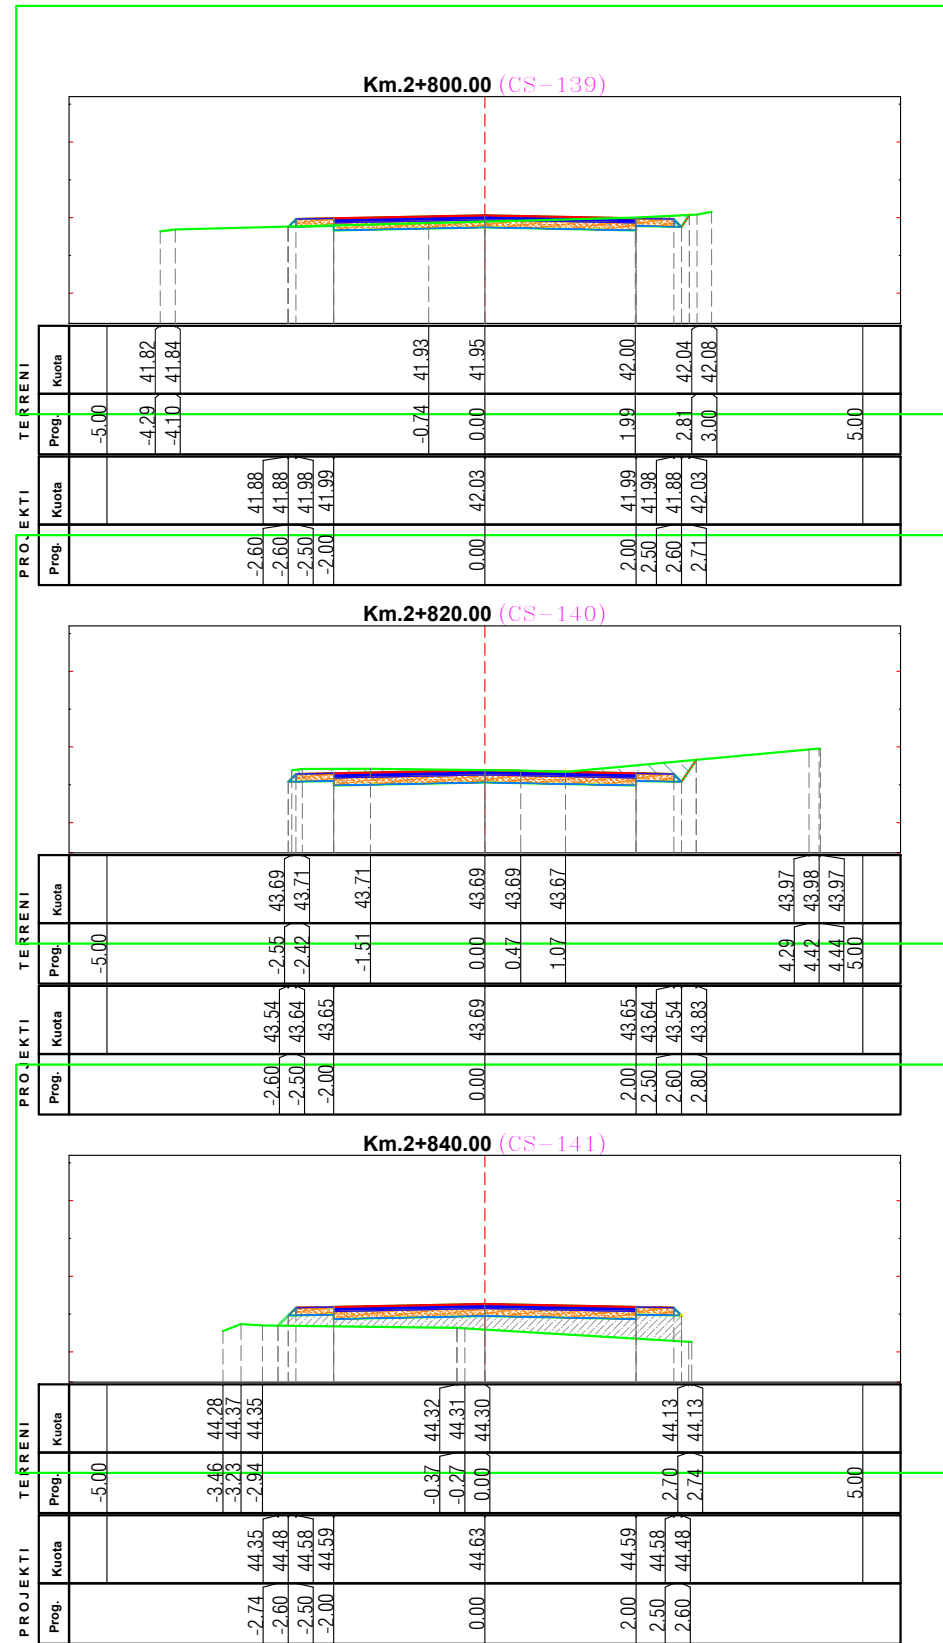 Km.2+800.00 (CS-139)
TERRENI
Kuota
41.82 41.84 41.93 41.95 42.00 42.04 42.08
Prog.
-5.00 -4.29 -4.10 -0.74 0.00 1.99 2.81 3.00 5.00
PROJEKTI
Kuota
41.88 41.88 41.98 41.99 42.03 41.99 41.98 41.88 42.03
Prog.
-2.60 -2.60 -2.50 -2.00 0.00 2.00 2.50 2.60 2.71
Km.2+820.00 (CS-140)
TERRENI
Kuota
43.69 43.71 43.71 43.69 43.69 43.67 43.97 43.98 43.97
Prog.
-5.00 -2.55 -2.42 -1.51 0.00 0.47 1.07 4.29 4.42 4.44 5.00
PROJEKTI
Kuota
43.54 43.64 43.65 43.69 43.65 43.64 43.54 43.83
Prog.
-2.60 -2.50 -2.00 0.00 2.00 2.50 2.60 2.80
Km.2+840.00 (CS-141)
TERRENI
Kuota
44.28 44.37 44.35 44.32 44.31 44.30 44.13 44.13
Prog.
-5.00 -3.46 -3.23 -2.94 -0.37 -0.27 0.00 2.70 2.74 5.00
PROJEKTI
Kuota
44.35 44.48 44.58 44.59 44.63 44.59 44.58 44.48
Prog.
-2.74 -2.60 -2.50 -2.00 0.00 2.00 2.50 2.60